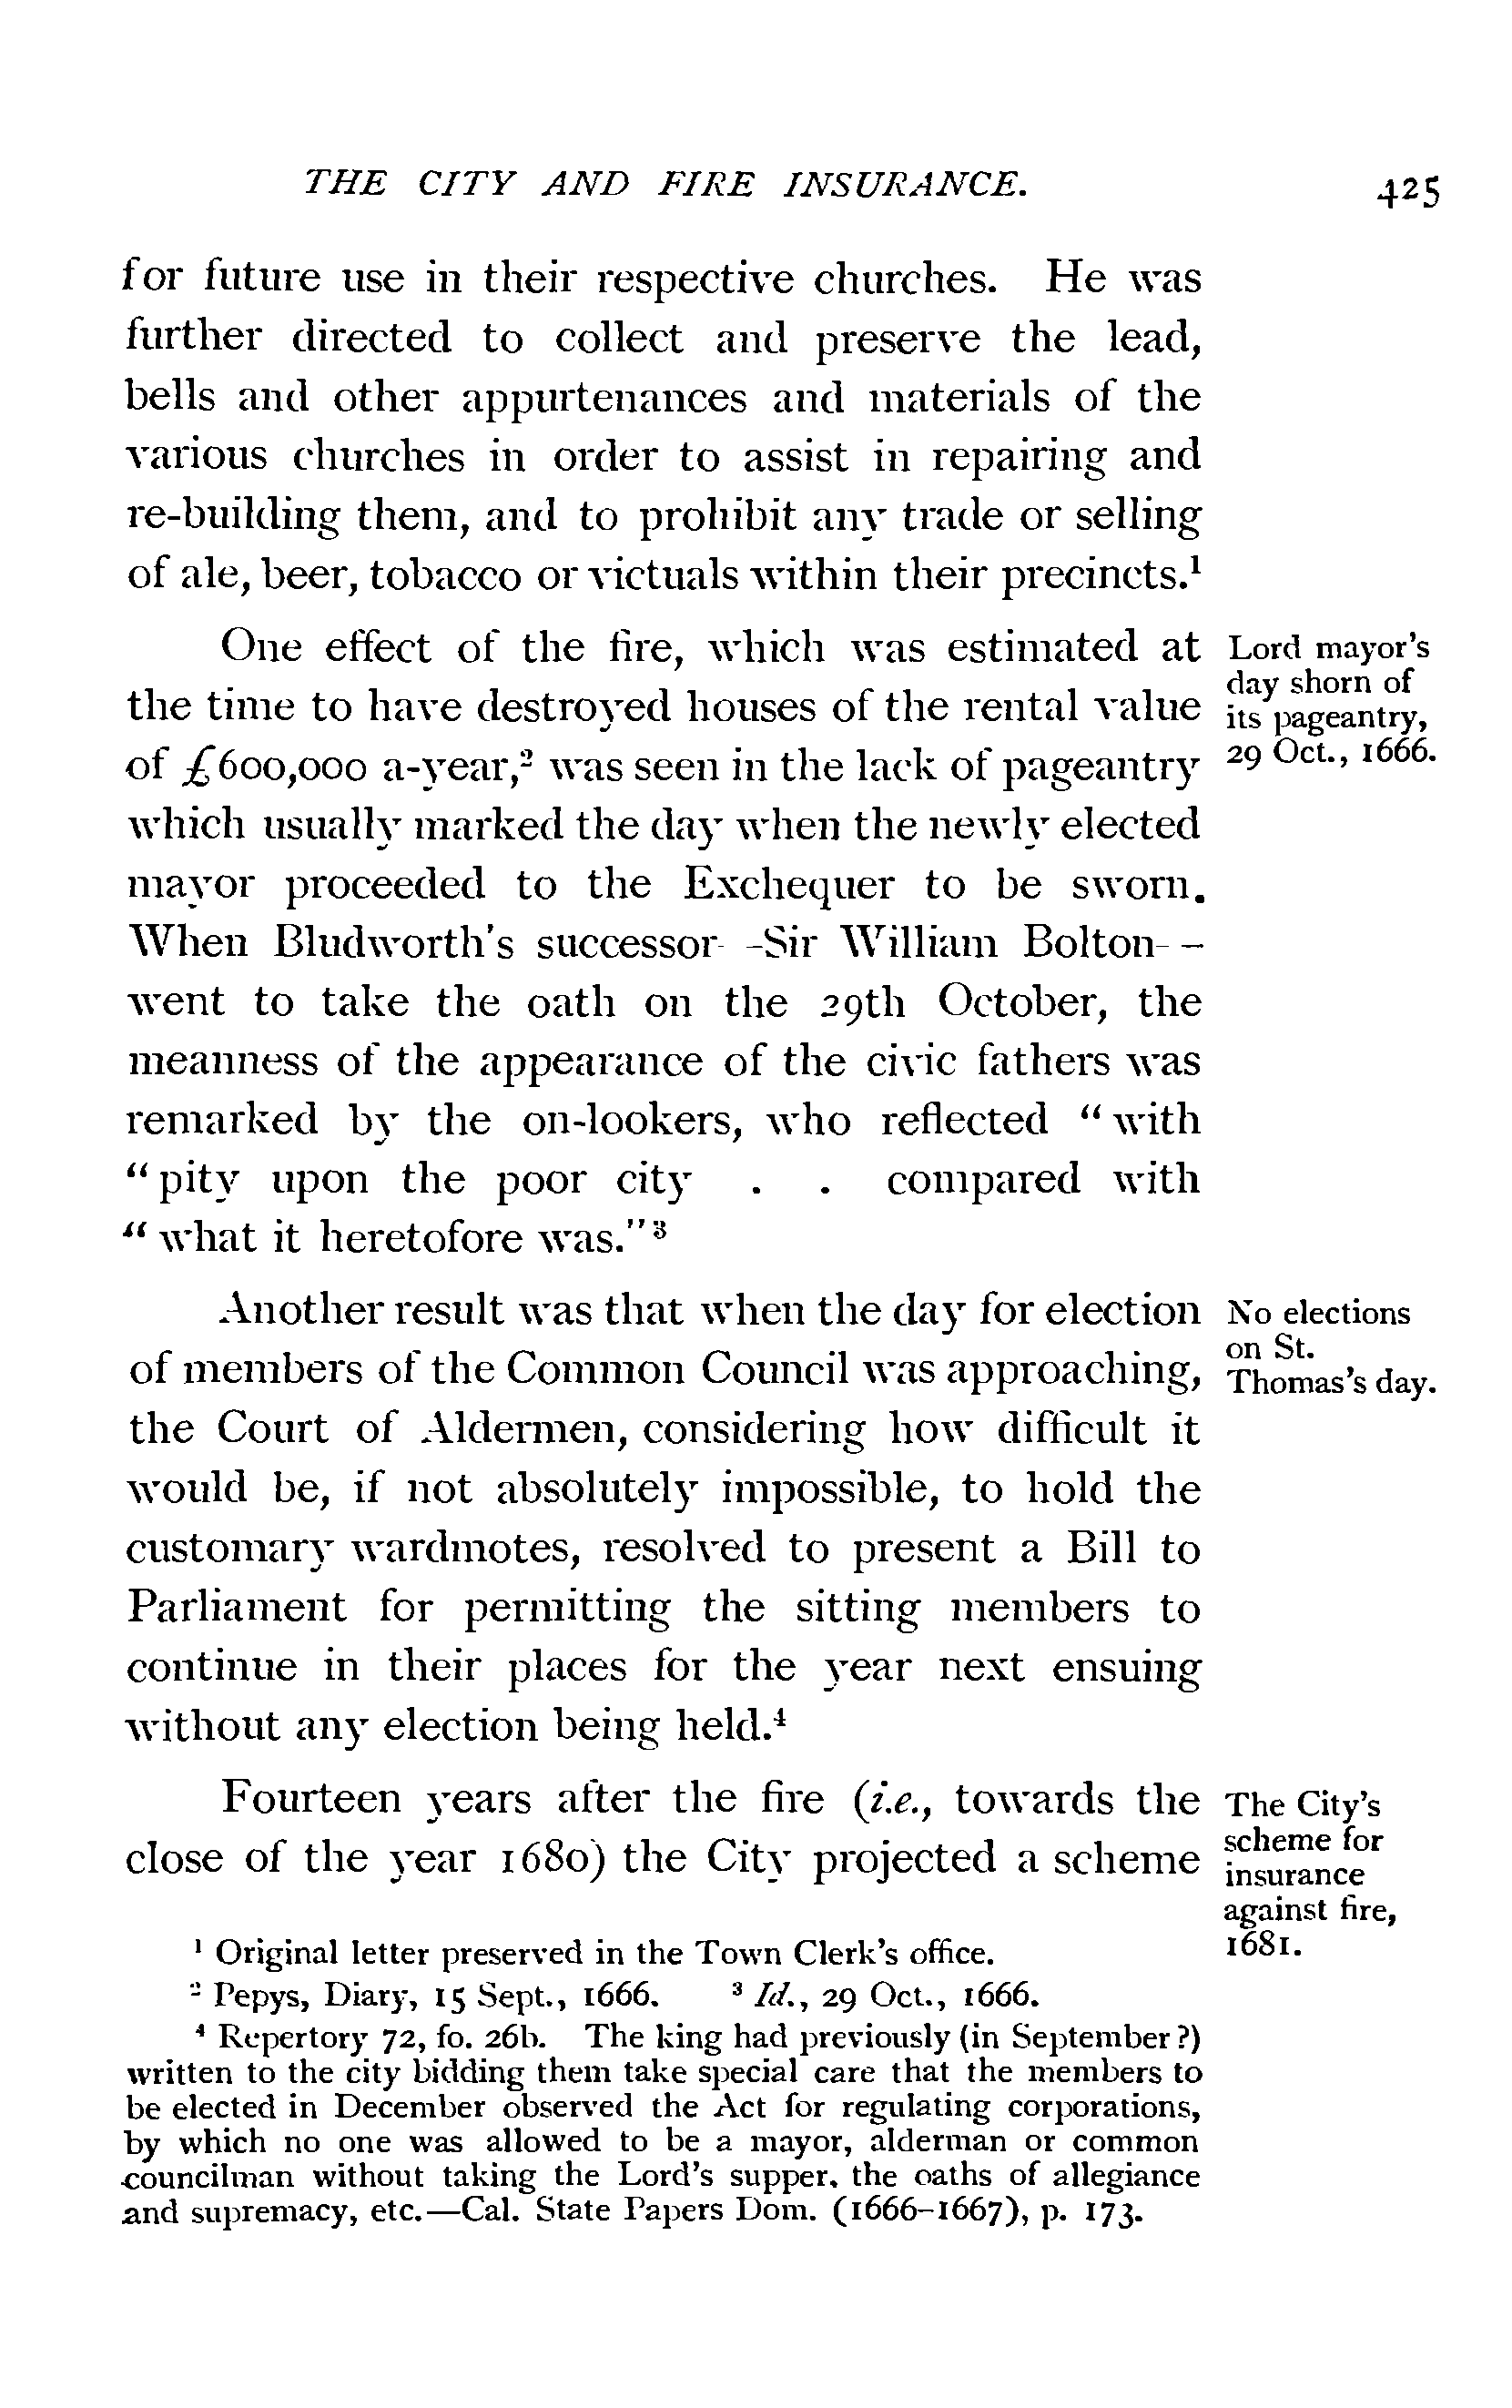 THE CITY AND FIRE INSURANCE.
425
for future use in their respective churches. He was
further directed to collect and preserve the lead,
bells and other appurtenances and materials of the
various churches in order to assist in repairing and
re-building them, and to prohibit any trade or selling
of ale, beer, tobacco or victuals within their precincts.¹
One effect of the fire, which was estimated at
the time to have destroyed houses of the rental value
of £600,000 a-year,² was seen in the lack of pageantry
which usually marked the day when the newly elected
mayor proceeded to the Exchequer to be sworn.
When Bludworth's successor--Sir William Bolton--
went to take the oath on the 29th October, the
meanness of the appearance of the civic fathers was
remarked by the on-lookers, who reflected "with
"pity upon the poor city . . compared with
"what it heretofore was."³
Lord mayor's
day shorn of
its pageantry,
29 Oct., 1666.
Another result was that when the day for election
of members of the Common Council was approaching,
the Court of Aldermen, considering how difficult it
would be, if not absolutely impossible, to hold the
customary wardmotes, resolved to present a Bill to
Parliament for permitting the sitting members to
continue in their places for the year next ensuing
without any election being held.⁴
No elections
on St.
Thomas's day.
Fourteen years after the fire (i.e., towards the
close of the year 1680) the City projected a scheme
The City's
scheme for
insurance
against fire,
1681.
¹ Original letter preserved in the Town Clerk's office.
² Pepys, Diary, 15 Sept., 1666. ³ Id., 29 Oct., 1666.
⁴ Repertory 72, fo. 26b. The king had previously (in September?)
written to the city bidding them take special care that the members to
be elected in December observed the Act for regulating corporations,
by which no one was allowed to be a mayor, alderman or common
councilman without taking the Lord's supper, the oaths of allegiance
and supremacy, etc.—Cal. State Papers Dom. (1666-1667), p. 173.